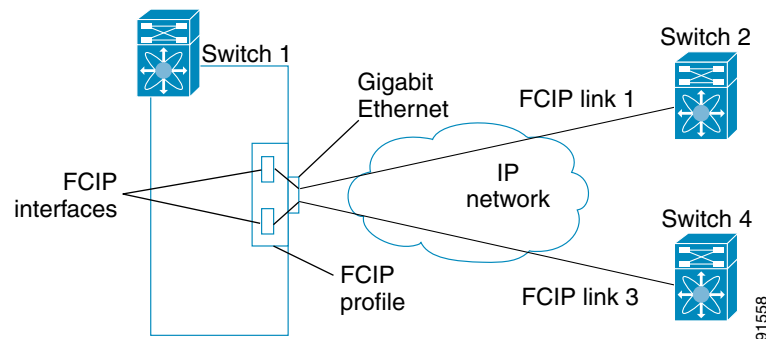 Switch 1
Switch 2
Gigabit
Ethernet
FCIP link 1
IP
network
FCIP
interfaces
Switch 4
FCIP
profile
FCIP link 3
91558